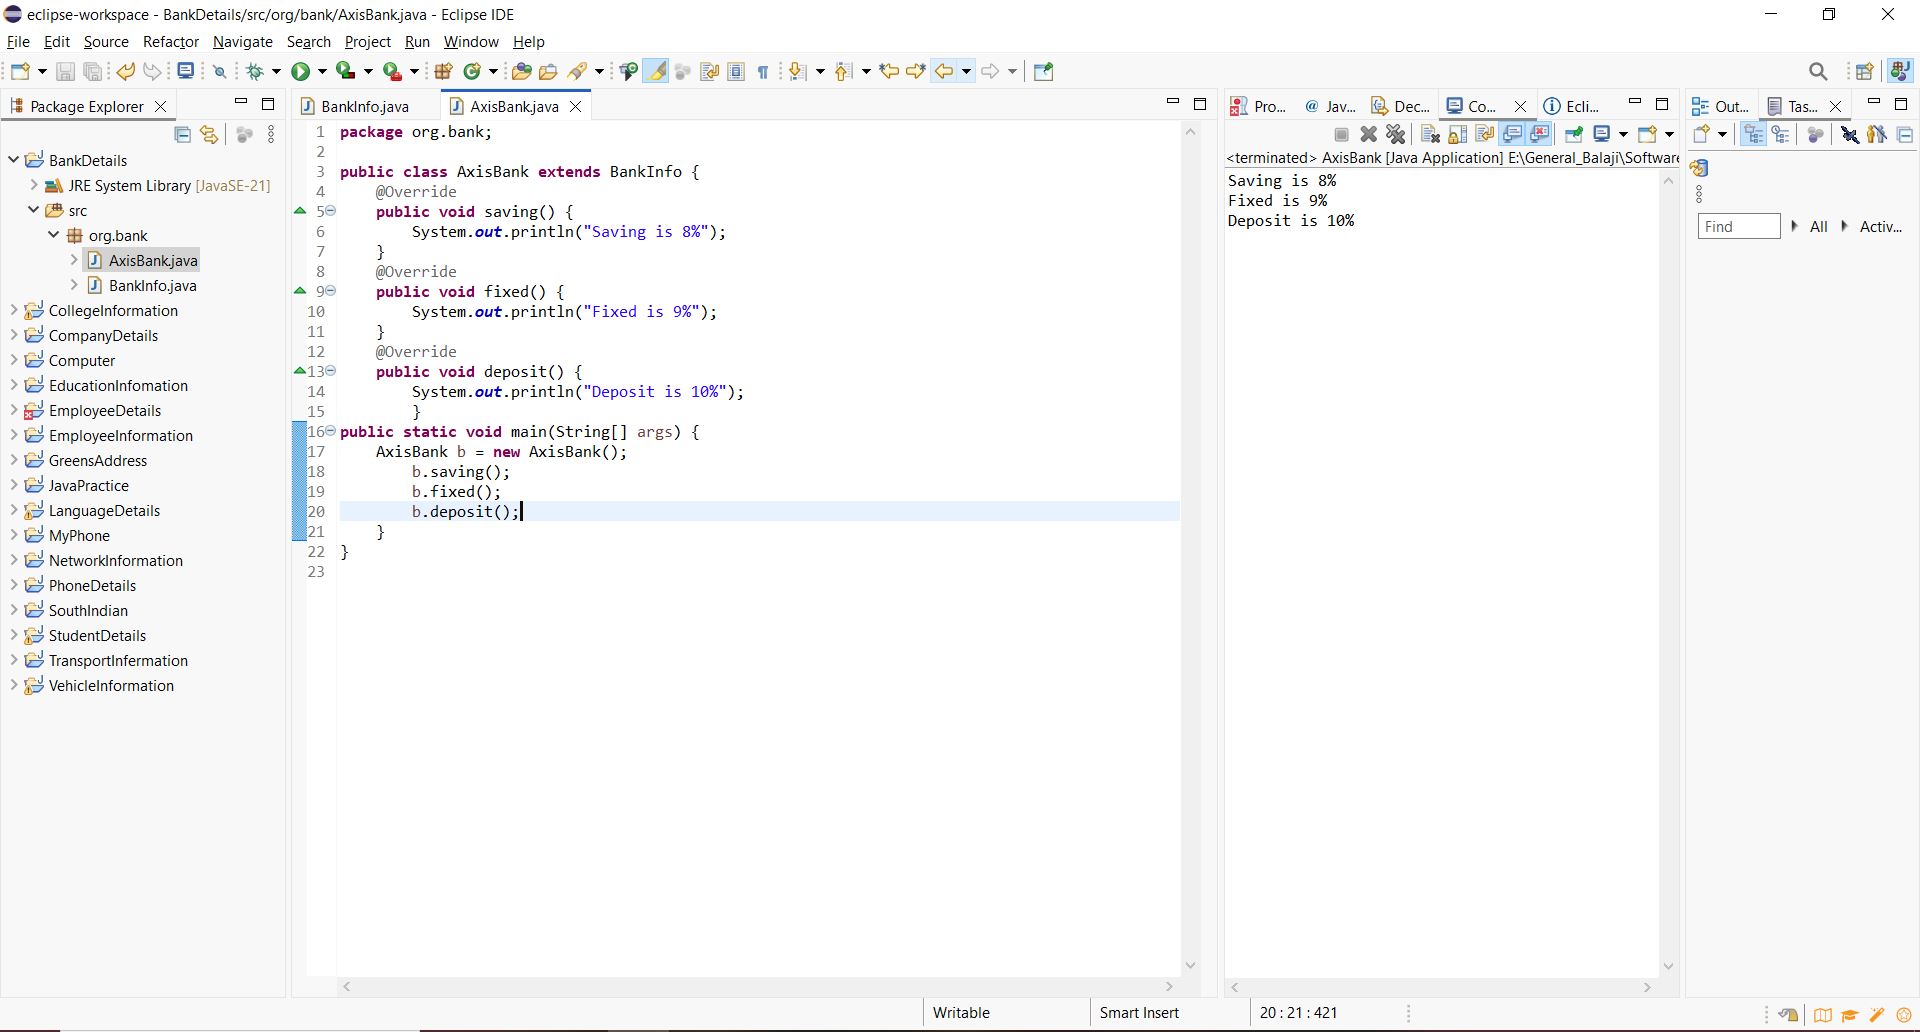 eclipse-workspace - BankDetails/src/org/bank/AxisBank.java - Eclipse IDE
File Edit Source Refactor Navigate Search Project Run Window Help
Package Explorer
BankDetails
JRE System Library [JavaSE-21]
src
org.bank
AxisBank.java
BankInfo.java
CollegeInformation
CompanyDetails
Computer
EducationInfomation
EmployeeDetails
EmployeeInformation
GreensAddress
JavaPractice
LanguageDetails
MyPhone
NetworkInformation
PhoneDetails
SouthIndian
StudentDetails
TransportInfermation
VehicleInformation
BankInfo.java AxisBank.java
1 package org.bank;
2
3 public class AxisBank extends BankInfo {
4 @Override
5 public void saving() {
6 System.out.println("Saving is 8%");
7 }
8 @Override
9 public void fixed() {
10 System.out.println("Fixed is 9%");
11 }
12 @Override
13 public void deposit() {
14 System.out.println("Deposit is 10%");
15 }
16 public static void main(String[] args) {
17 AxisBank b = new AxisBank();
18 b.saving();
19 b.fixed();
20 b.deposit();
21 }
22 }
23
Pro... @ Jav... Dec... Co... Ecli...
<terminated> AxisBank [Java Application] E:\General_Balaji\Software
Saving is 8%
Fixed is 9%
Deposit is 10%
Out... Tas...
Find All Activ...
Writable Smart Insert 20 : 21 : 421